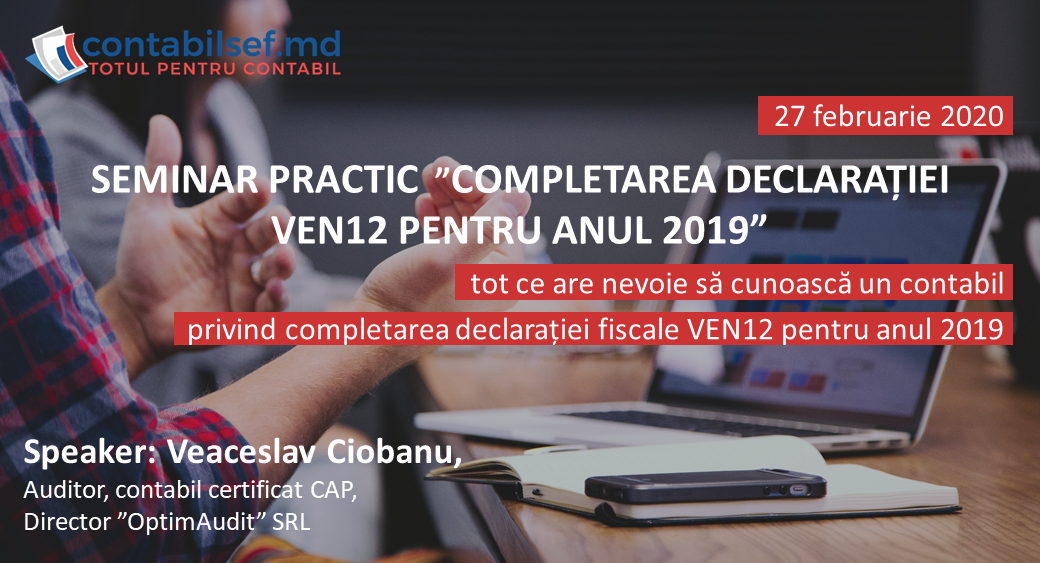 contabilsef.md
TOTUL PENTRU CONTABIL
27 februarie 2020
SEMINAR PRACTIC ”COMPLETAREA DECLARAȚIEI
VEN12 PENTRU ANUL 2019”
tot ce are nevoie să cunoască un contabil
privind completarea declarației fiscale VEN12 pentru anul 2019
Speaker: Veaceslav Ciobanu,
Auditor, contabil certificat CAP,
Director ”OptimAudit” SRL